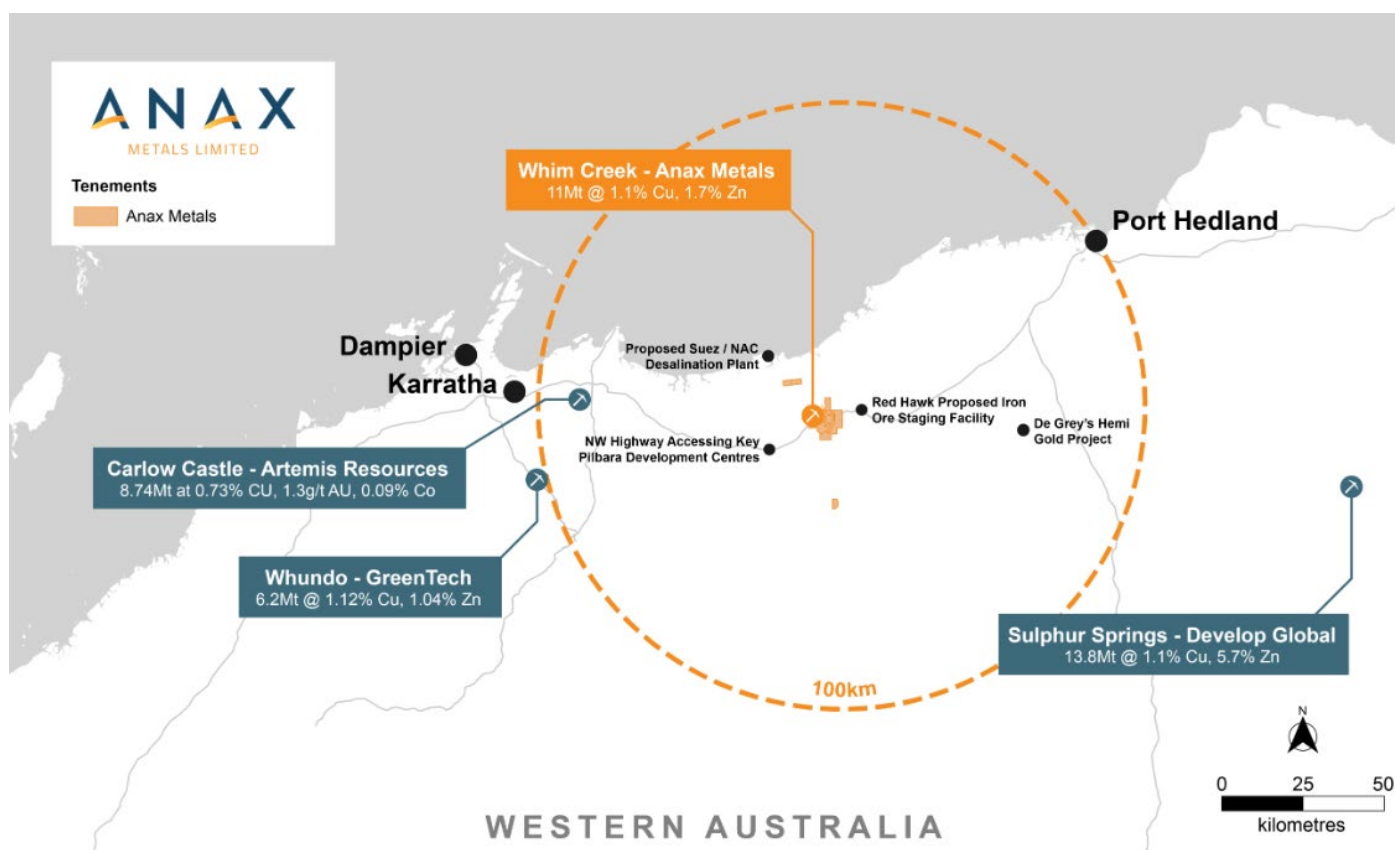 ANAX
METALS LIMITED
Tenements
Anax Metals
Whim Creek - Anax Metals
11Mt @ 1.1% Cu, 1.7% Zn
Port Hedland
Dampier
Karratha
Proposed Suez / NAC
Desalination Plant
Red Hawk Proposed Iron
Ore Staging Facility
De Grey's Hemi
Gold Project
NW Highway Accessing Key
Pilbara Development Centres
Carlow Castle - Artemis Resources
8.74Mt at 0.73% CU, 1.3g/t AU, 0.09% Co
Whundo - GreenTech
6.2Mt @ 1.12% Cu, 1.04% Zn
Sulphur Springs - Develop Global
13.8Mt @ 1.1% Cu, 5.7% Zn
100km
N
0 25 50
kilometres
WESTERN AUSTRALIA